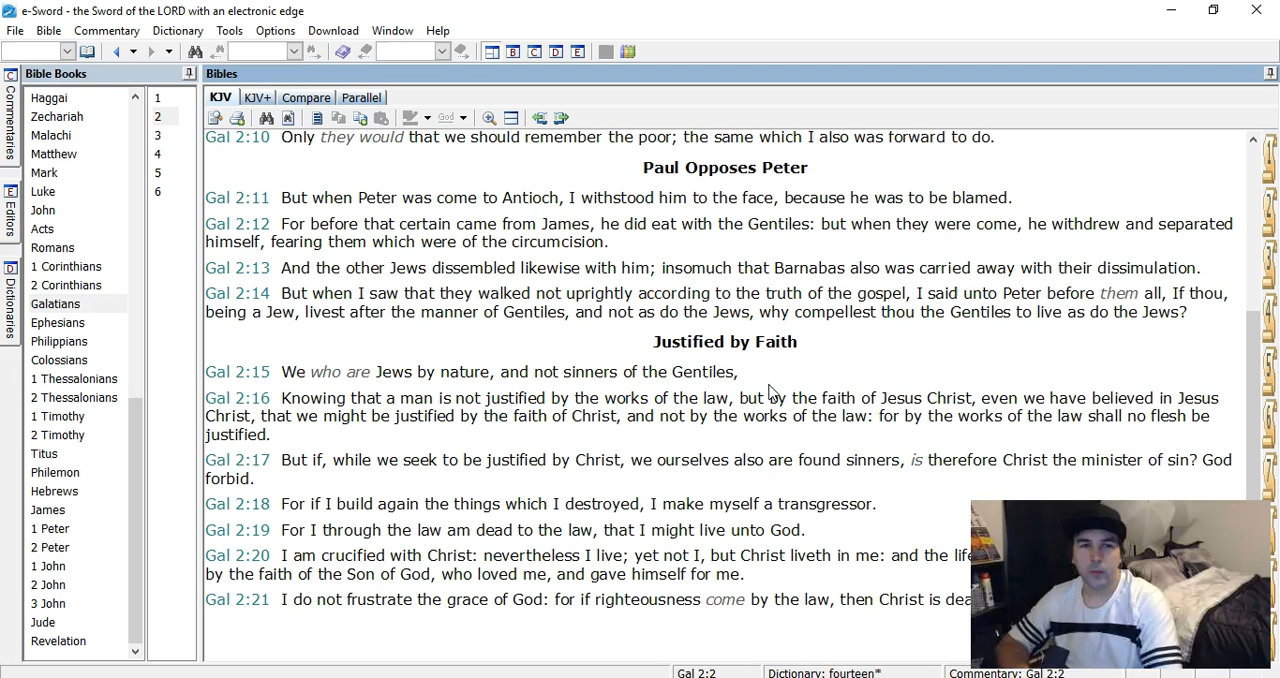 e-Sword - the Sword of the LORD with an electronic edge
File Bible Commentary Dictionary Tools Options Download Window Help
B C D E
Bible Books
Bibles
C Commentaries
E Editors
D Dictionaries
Haggai
Zechariah
Malachi
Matthew
Mark
Luke
John
Acts
Romans
1 Corinthians
2 Corinthians
Galatians
Ephesians
Philippians
Colossians
1 Thessalonians
2 Thessalonians
1 Timothy
2 Timothy
Titus
Philemon
Hebrews
James
1 Peter
2 Peter
1 John
2 John
3 John
Jude
Revelation
1
2
3
4
5
6
KJV KJV+ Compare Parallel
God
Gal 2:10 Only they would that we should remember the poor; the same which I also was forward to do.
Paul Opposes Peter
Gal 2:11 But when Peter was come to Antioch, I withstood him to the face, because he was to be blamed.
Gal 2:12 For before that certain came from James, he did eat with the Gentiles: but when they were come, he withdrew and separated
himself, fearing them which were of the circumcision.
Gal 2:13 And the other Jews dissembled likewise with him; insomuch that Barnabas also was carried away with their dissimulation.
Gal 2:14 But when I saw that they walked not uprightly according to the truth of the gospel, I said unto Peter before them all, If thou,
being a Jew, livest after the manner of Gentiles, and not as do the Jews, why compellest thou the Gentiles to live as do the Jews?
Justified by Faith
Gal 2:15 We who are Jews by nature, and not sinners of the Gentiles,
Gal 2:16 Knowing that a man is not justified by the works of the law, but by the faith of Jesus Christ, even we have believed in Jesus
Christ, that we might be justified by the faith of Christ, and not by the works of the law: for by the works of the law shall no flesh be
justified.
Gal 2:17 But if, while we seek to be justified by Christ, we ourselves also are found sinners, is therefore Christ the minister of sin? God
forbid.
Gal 2:18 For if I build again the things which I destroyed, I make myself a transgressor.
Gal 2:19 For I through the law am dead to the law, that I might live unto God.
Gal 2:20 I am crucified with Christ: nevertheless I live; yet not I, but Christ liveth in me: and the life
by the faith of the Son of God, who loved me, and gave himself for me.
Gal 2:21 I do not frustrate the grace of God: for if righteousness come by the law, then Christ is dea
1
2
3
4
5
6
7
Gal 2:2 Dictionary: fourteen* Commentary: Gal 2:2